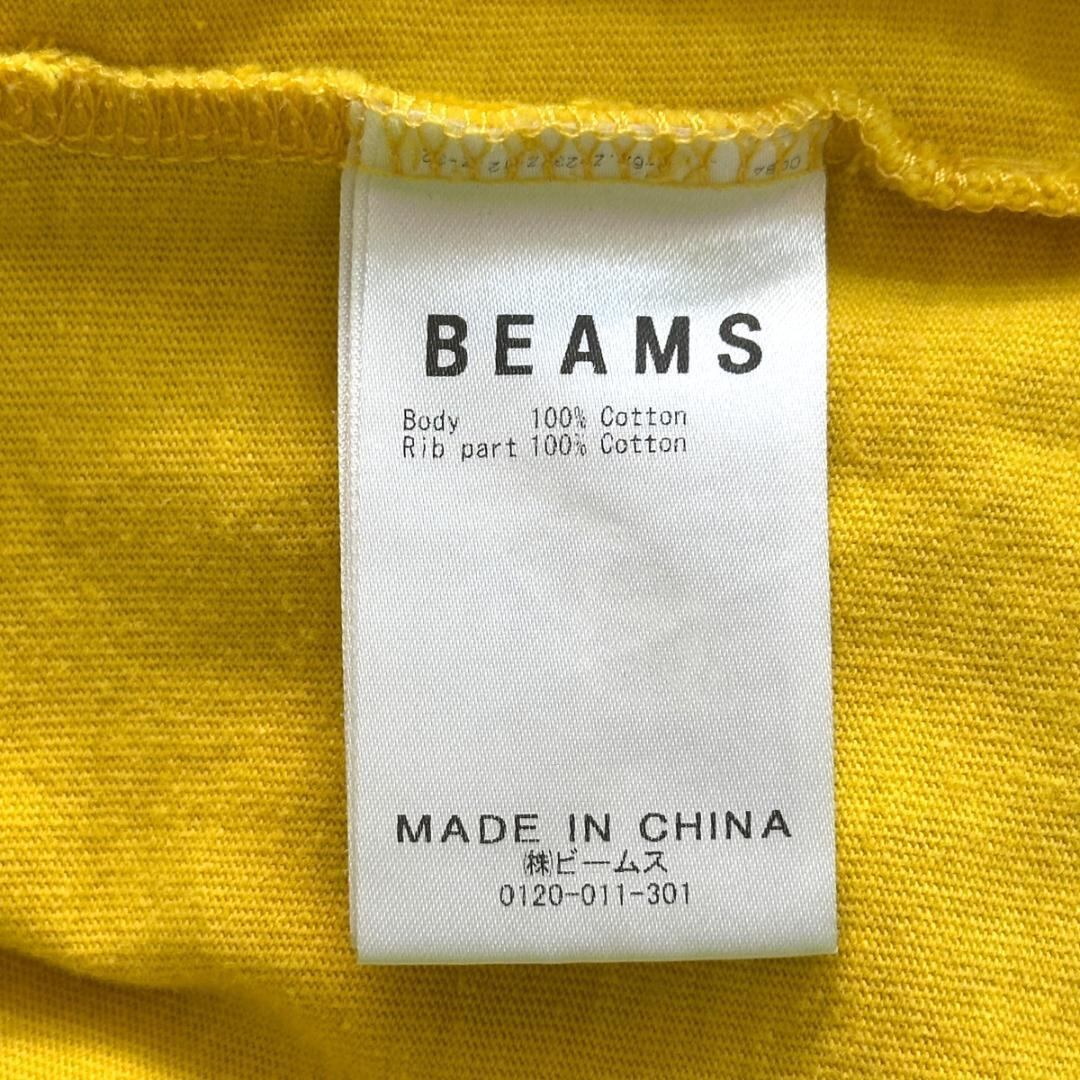 BEAMS
Body 100% Cotton
Rib part 100% Cotton
MADE IN CHINA
㈱ビームス
0120-011-301